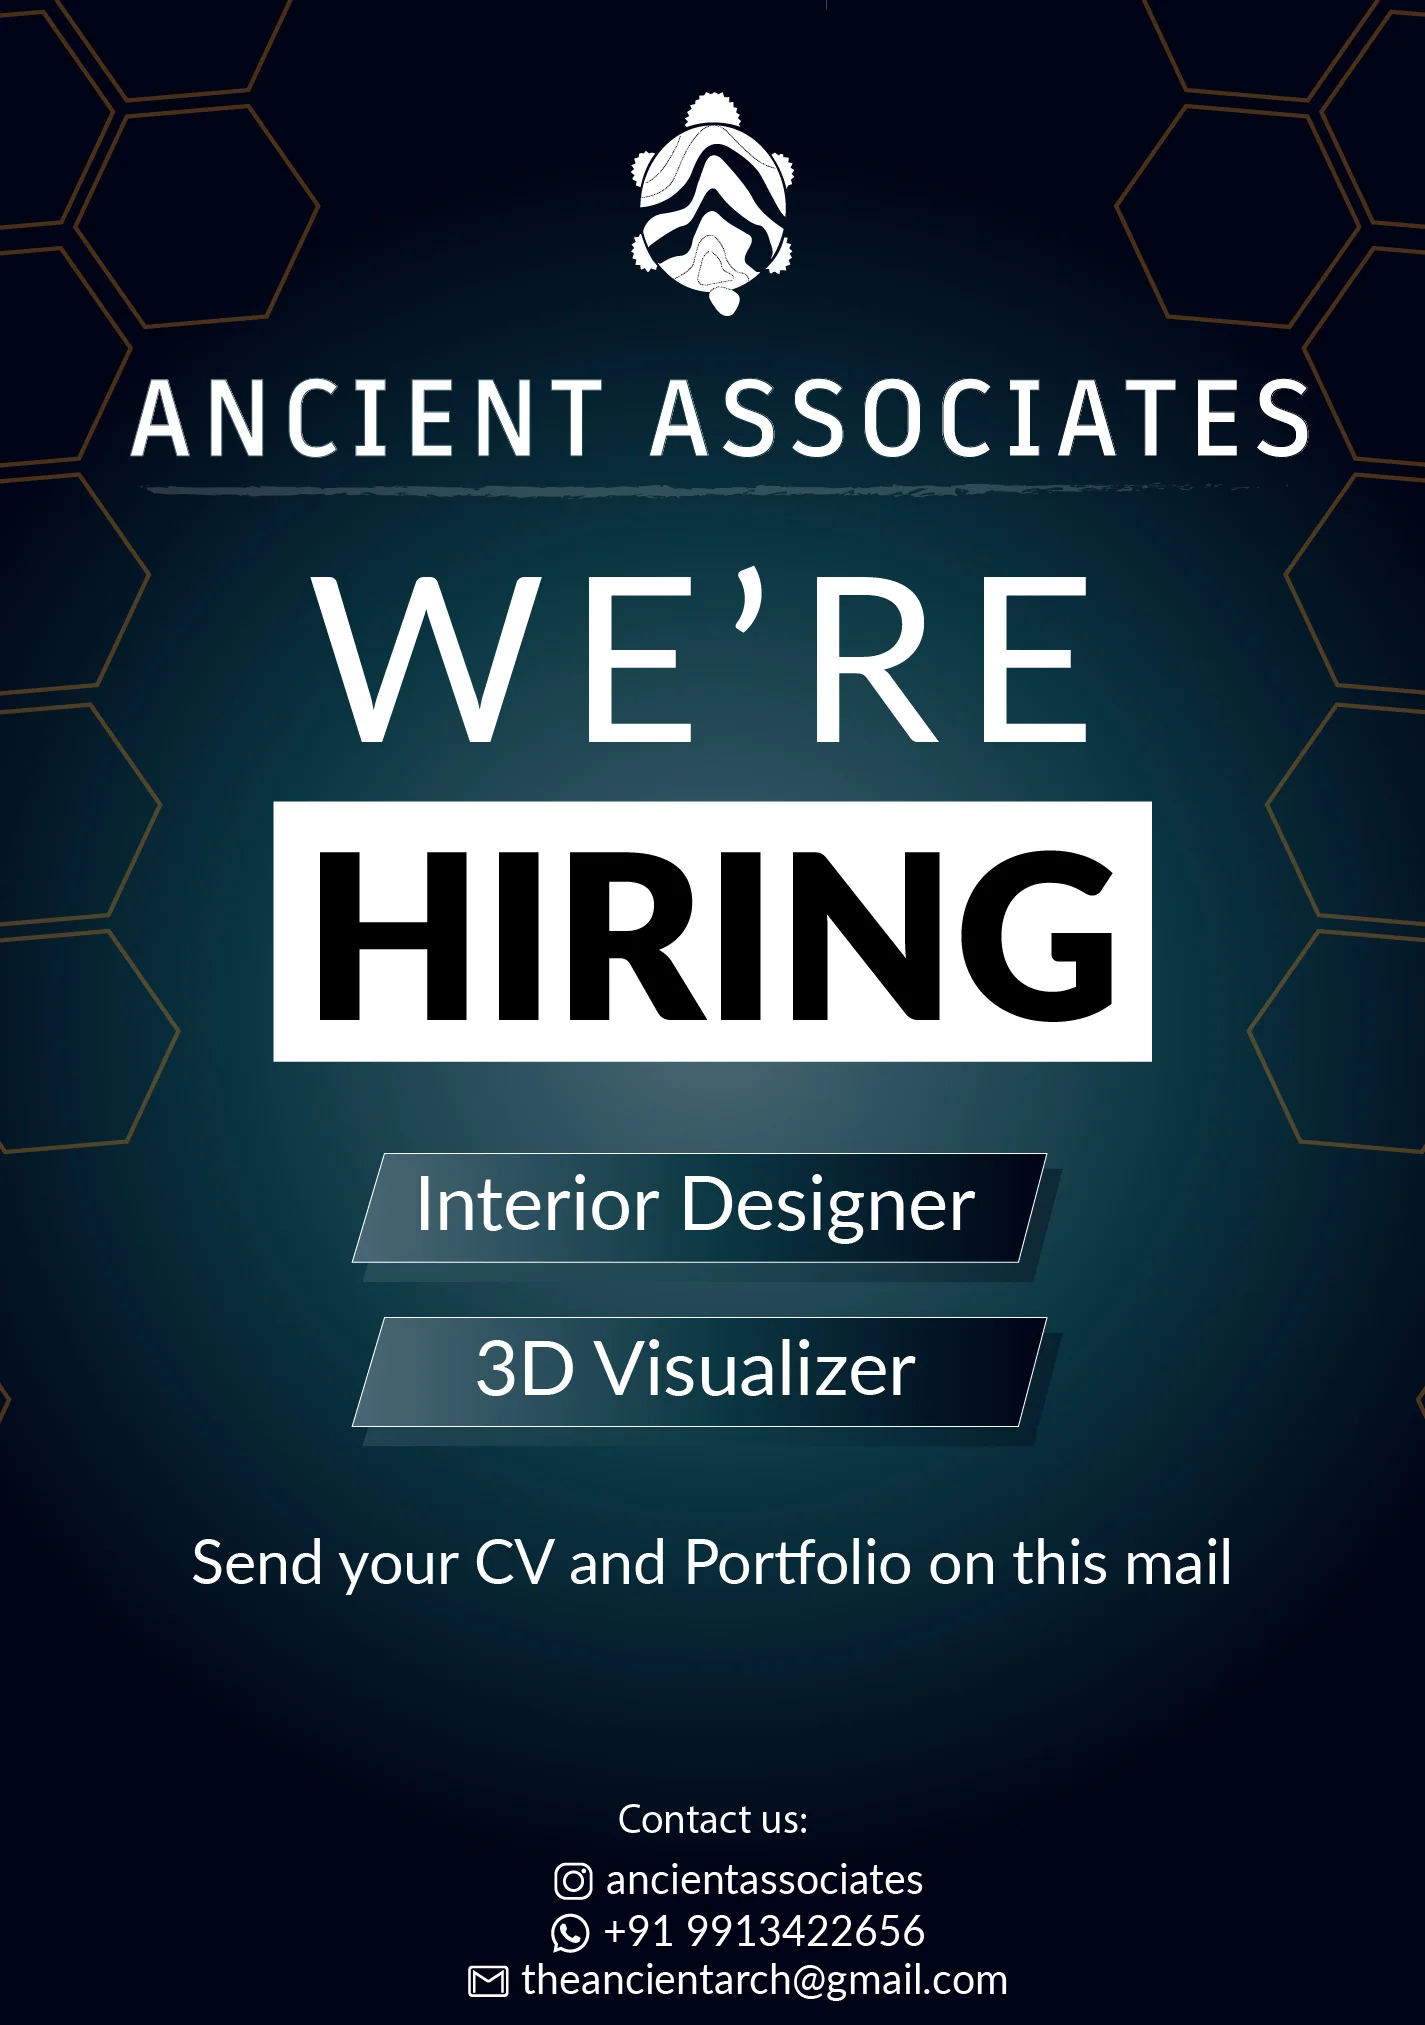 ANCIENT ASSOCIATES
WE’RE
HIRING
Interior Designer
3D Visualizer
Send your CV and Portfolio on this mail
Contact us:
ancientassociates
+91 9913422656
theancientarch@gmail.com